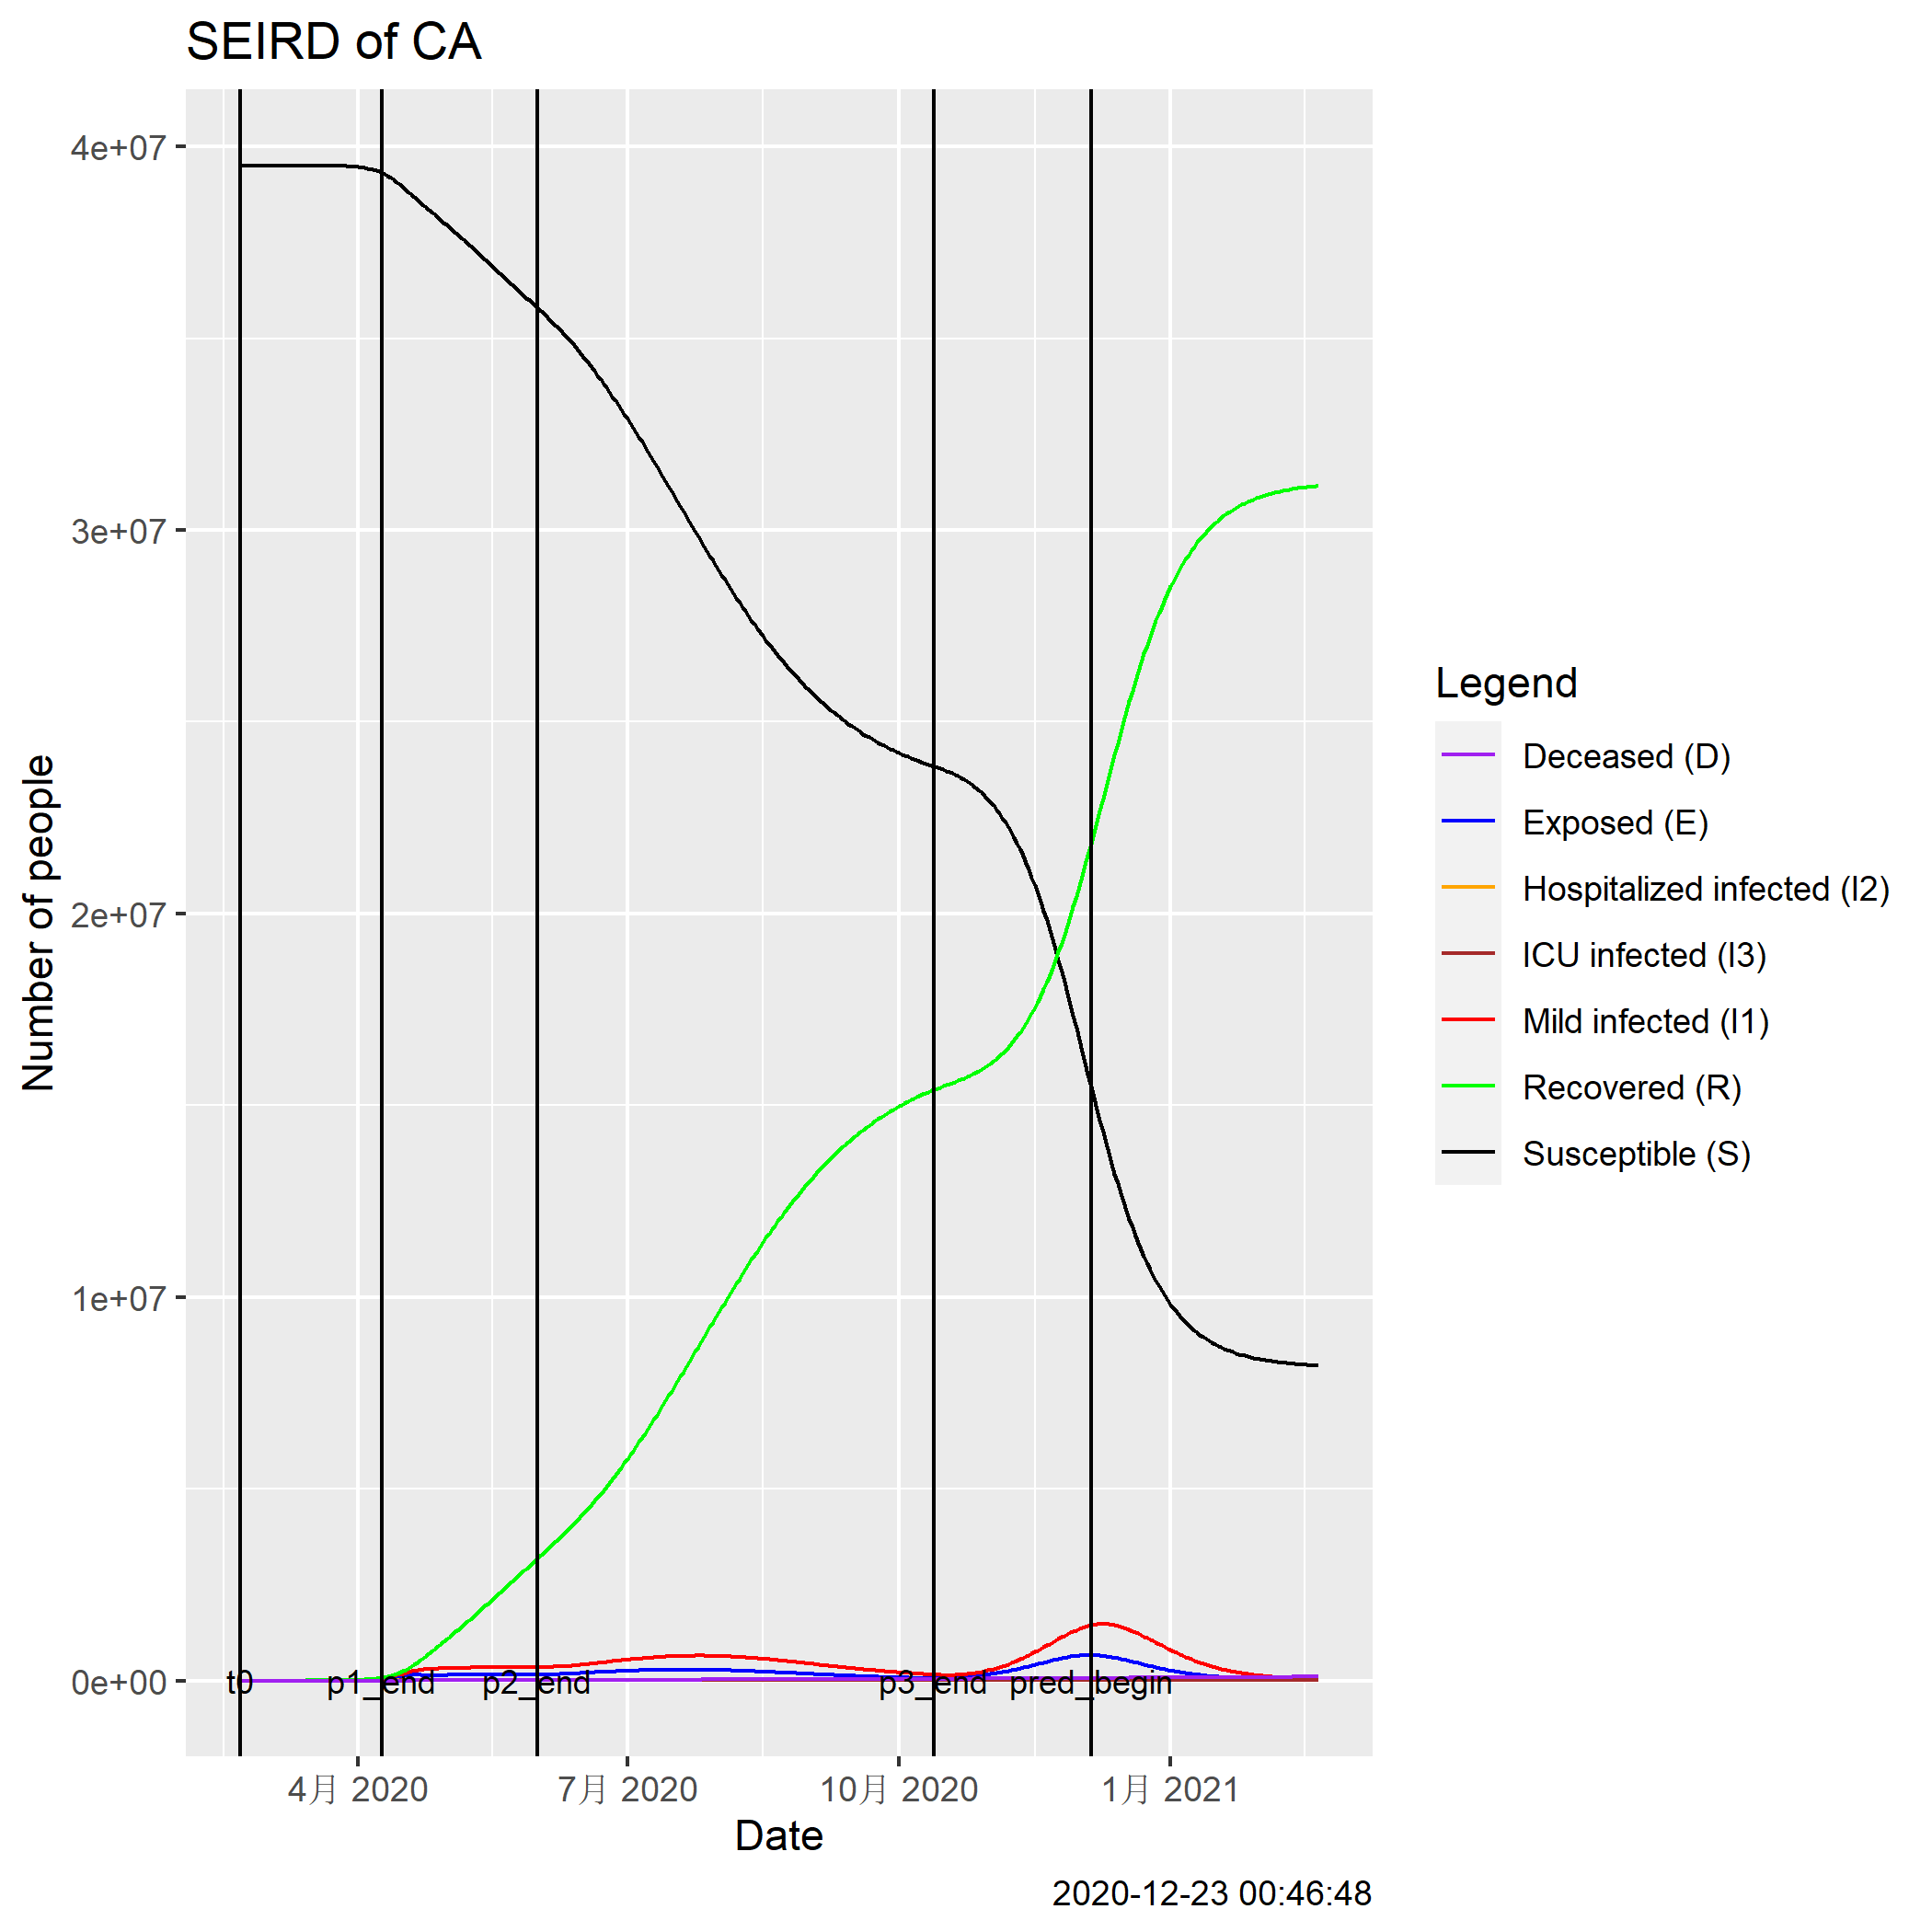 SEIRD of CA
4e+07
3e+07
2e+07
1e+07
0e+00
Number of people
t0
p1_end
p2_end
p3_end
pred_begin
4月 2020
7月 2020
10月 2020
1月 2021
Date
Legend
Deceased (D)
Exposed (E)
Hospitalized infected (I2)
ICU infected (I3)
Mild infected (I1)
Recovered (R)
Susceptible (S)
2020-12-23 00:46:48